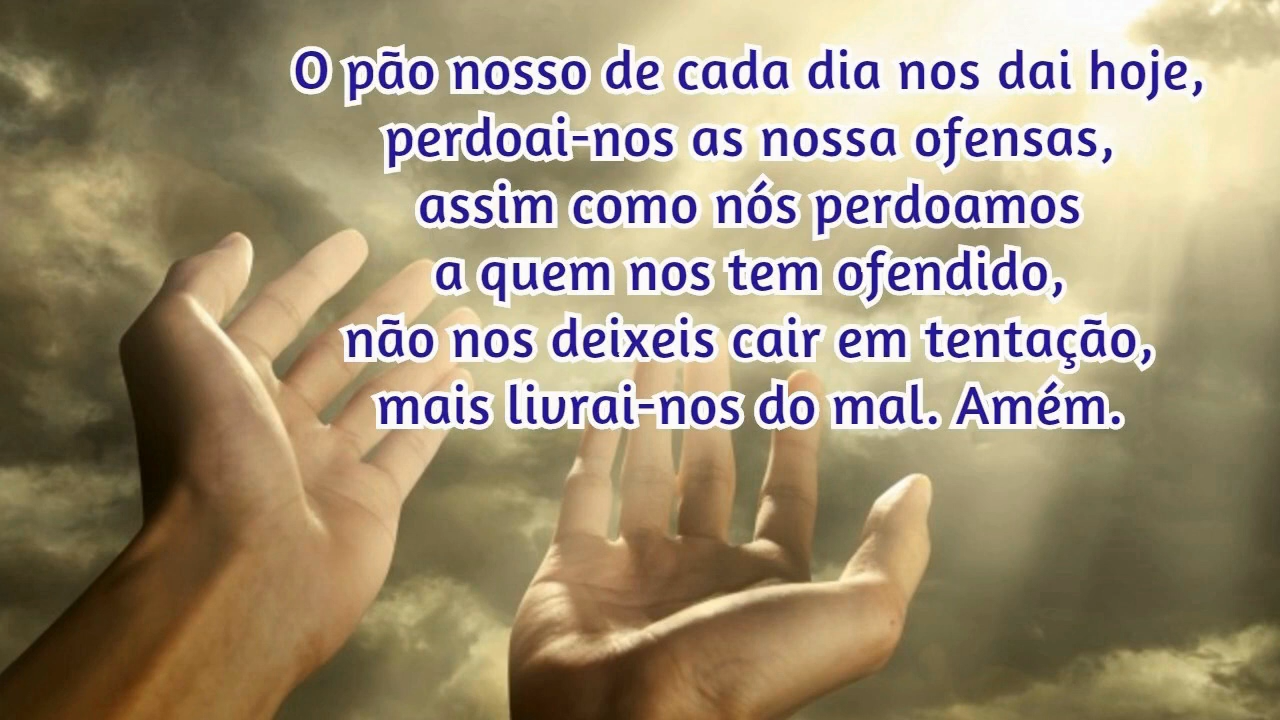 O pão nosso de cada dia nos dai hoje,
perdoai-nos as nossa ofensas,
assim como nós perdoamos
a quem nos tem ofendido,
não nos deixeis cair em tentação,
mais livrai-nos do mal. Amém.